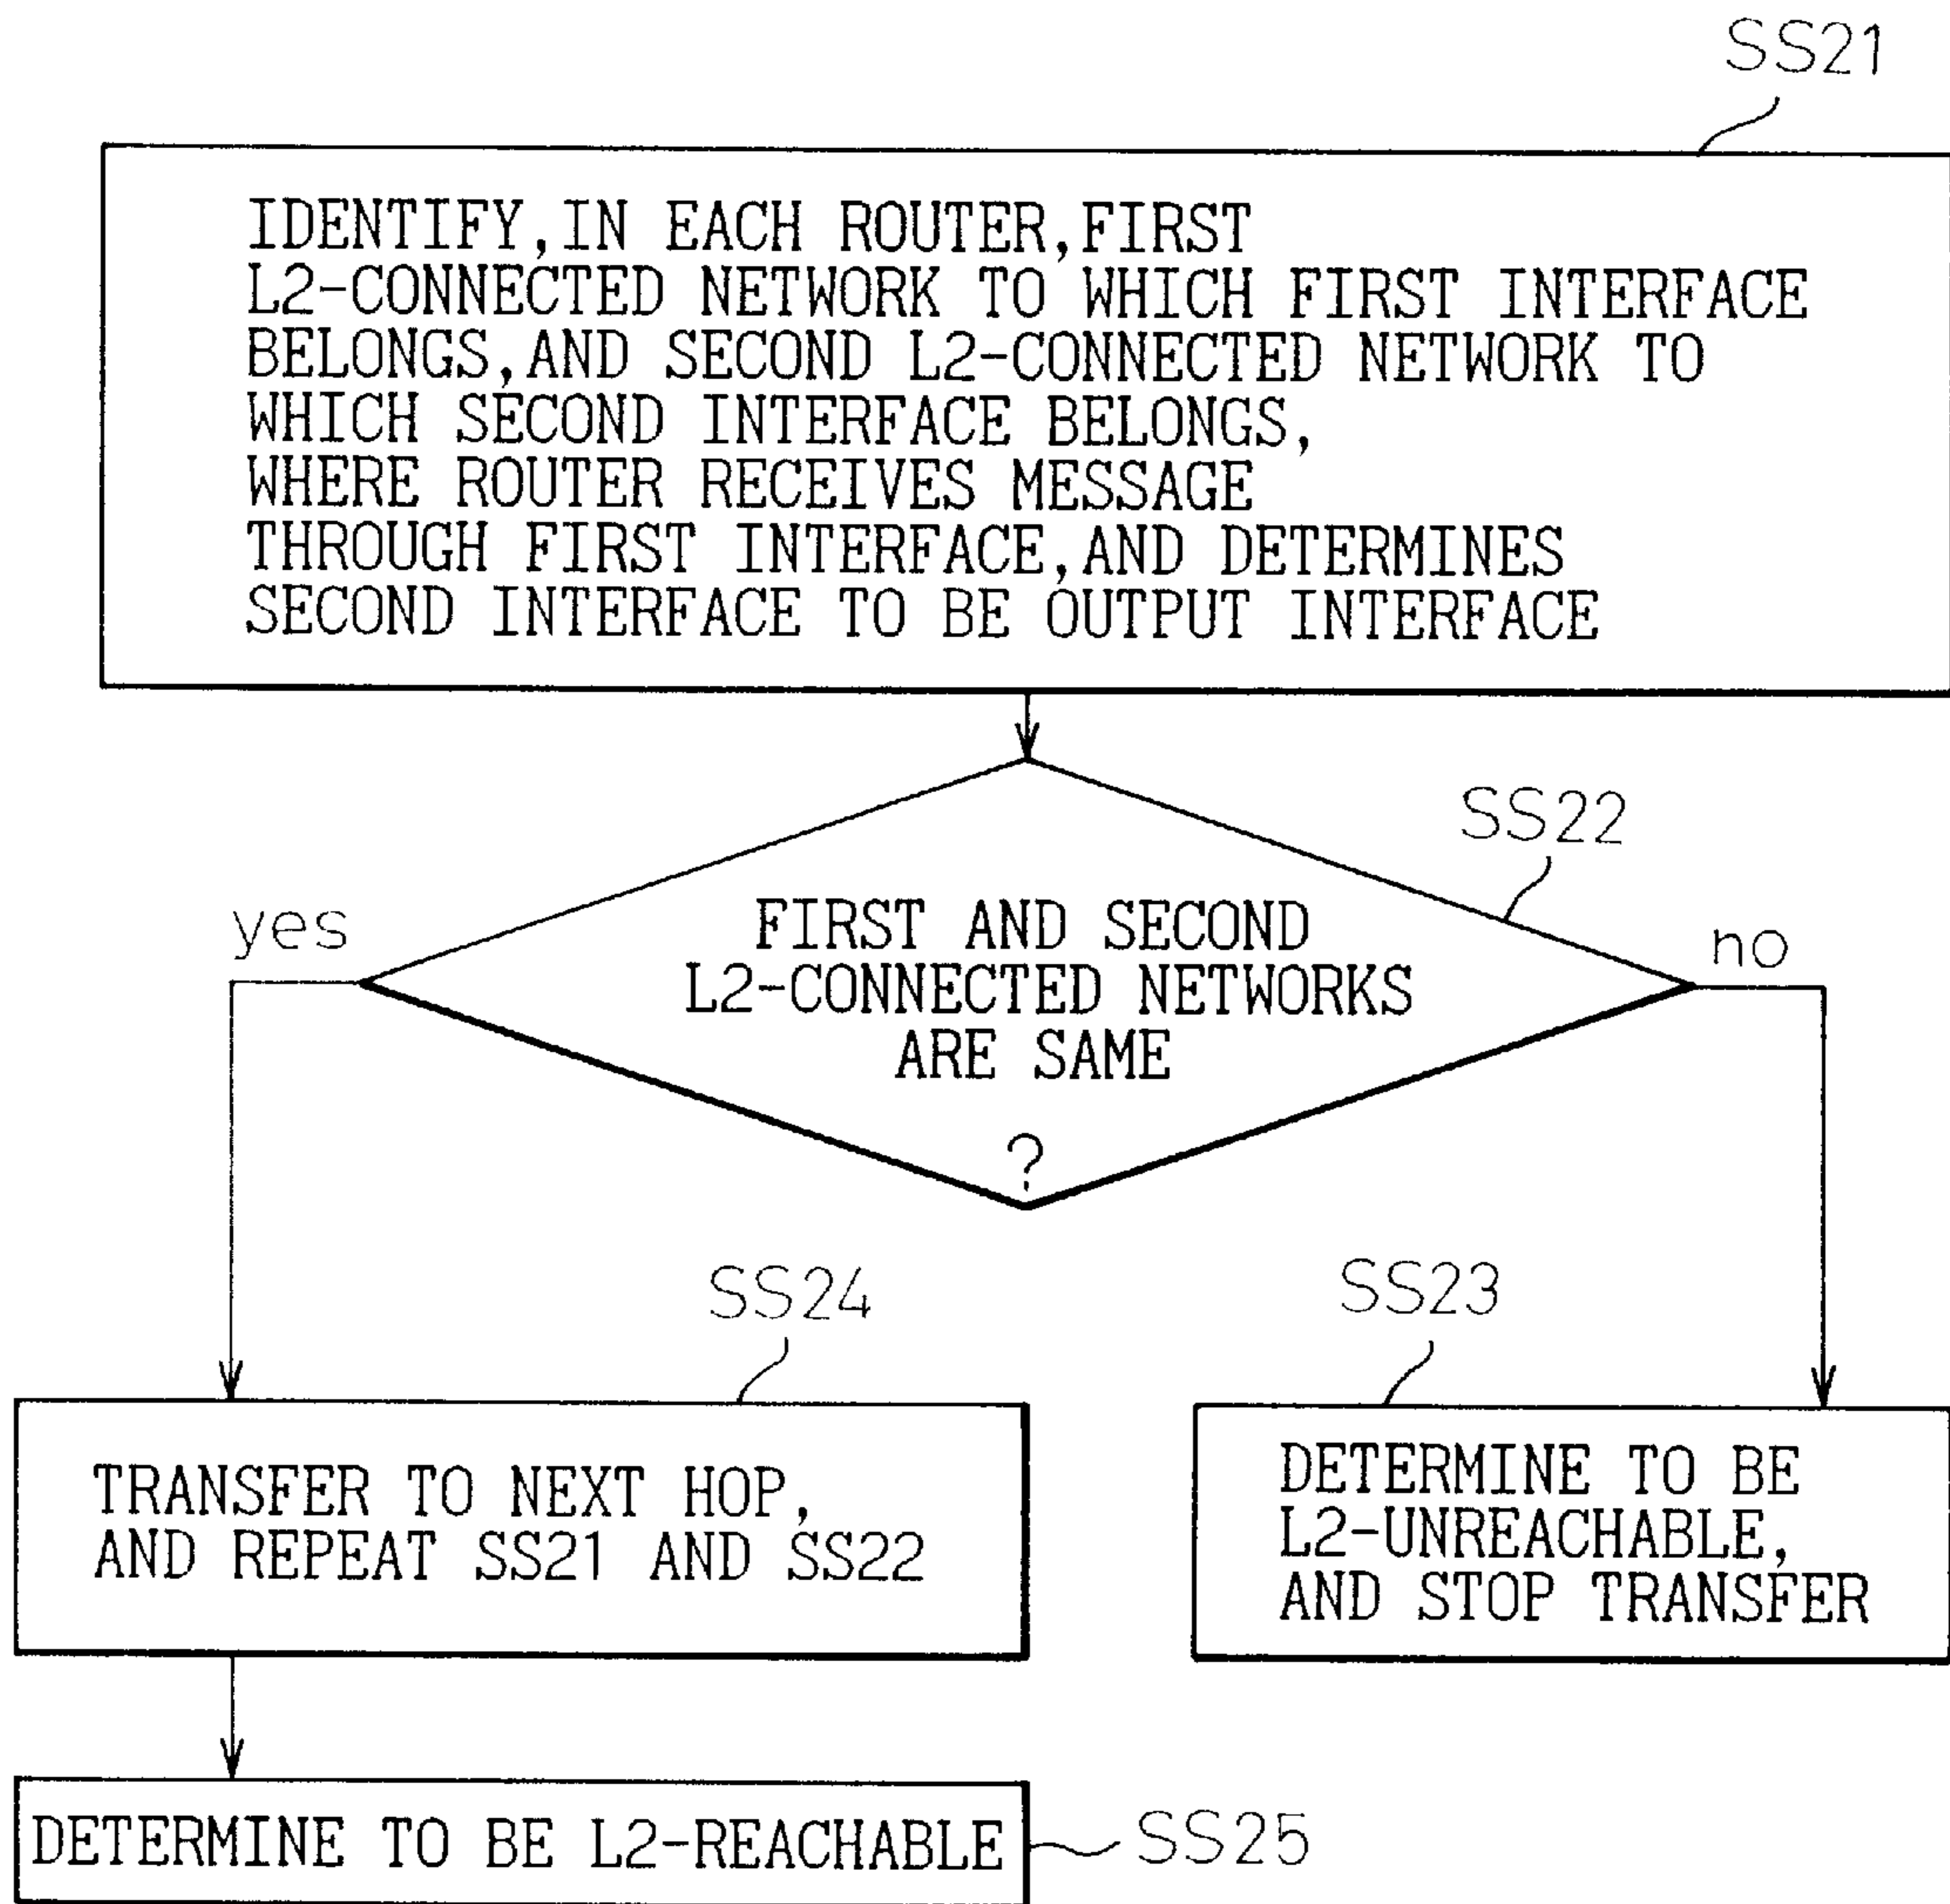 SS21
IDENTIFY,IN EACH ROUTER,FIRST
L2-CONNECTED NETWORK TO WHICH FIRST INTERFACE
BELONGS,AND SECOND L2-CONNECTED NETWORK TO
WHICH SECOND INTERFACE BELONGS,
WHERE ROUTER RECEIVES MESSAGE
THROUGH FIRST INTERFACE,AND DETERMINES
SECOND INTERFACE TO BE OUTPUT INTERFACE
SS22
yes
no
FIRST AND SECOND
L2-CONNECTED NETWORKS
ARE SAME
?
SS24
TRANSFER TO NEXT HOP,
AND REPEAT SS21 AND SS22
SS23
DETERMINE TO BE
L2-UNREACHABLE,
AND STOP TRANSFER
DETERMINE TO BE L2-REACHABLE
SS25